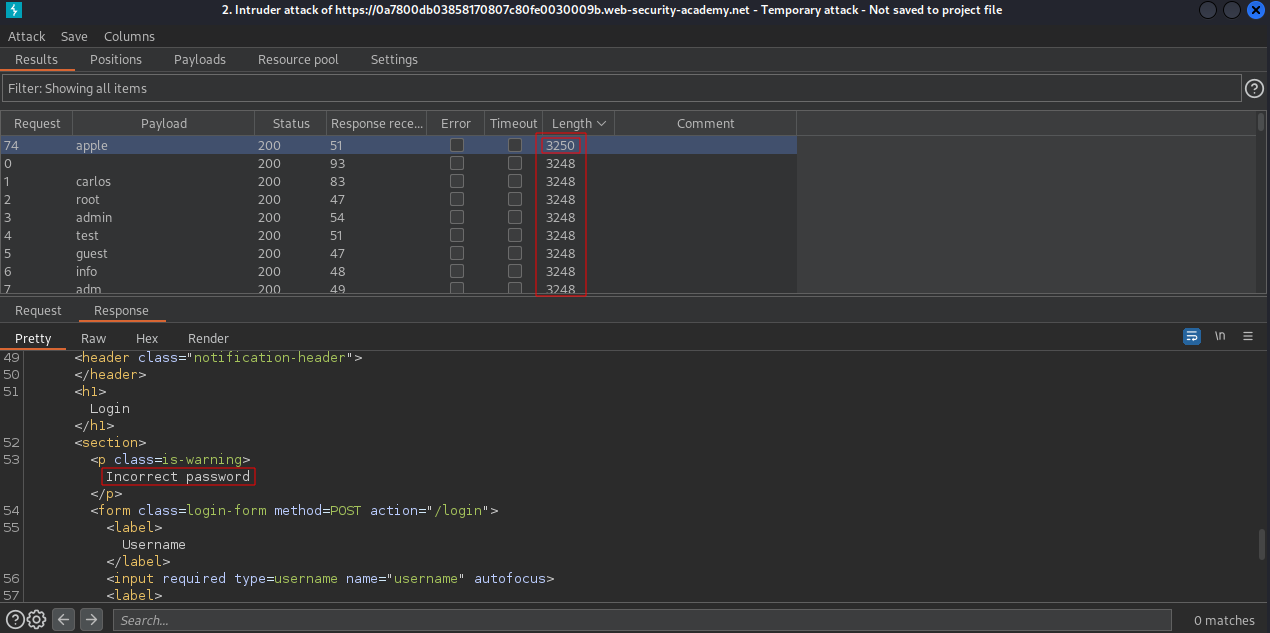 2. Intruder attack of https://0a7800db03858170807c80fe0030009b.web-security-academy.net - Temporary attack - Not saved to project file
Attack Save Columns
Results Positions Payloads Resource pool Settings
Filter: Showing all items ?
Request Payload Status Response rece... Error Timeout Length Comment
74 apple 200 51 3250
0 200 93 3248
1 carlos 200 83 3248
2 root 200 47 3248
3 admin 200 54 3248
4 test 200 51 3248
5 guest 200 47 3248
6 info 200 48 3248
7 adm 200 49 3248
Request Response
Pretty Raw Hex Render \n
49 <header class="notification-header">
50 </header>
51 <h1>
Login
</h1>
52 <section>
53 <p class=is-warning>
Incorrect password
</p>
54 <form class=login-form method=POST action="/login">
55 <label>
Username
</label>
56 <input required type=username name="username" autofocus>
57 <label>
? Search... 0 matches